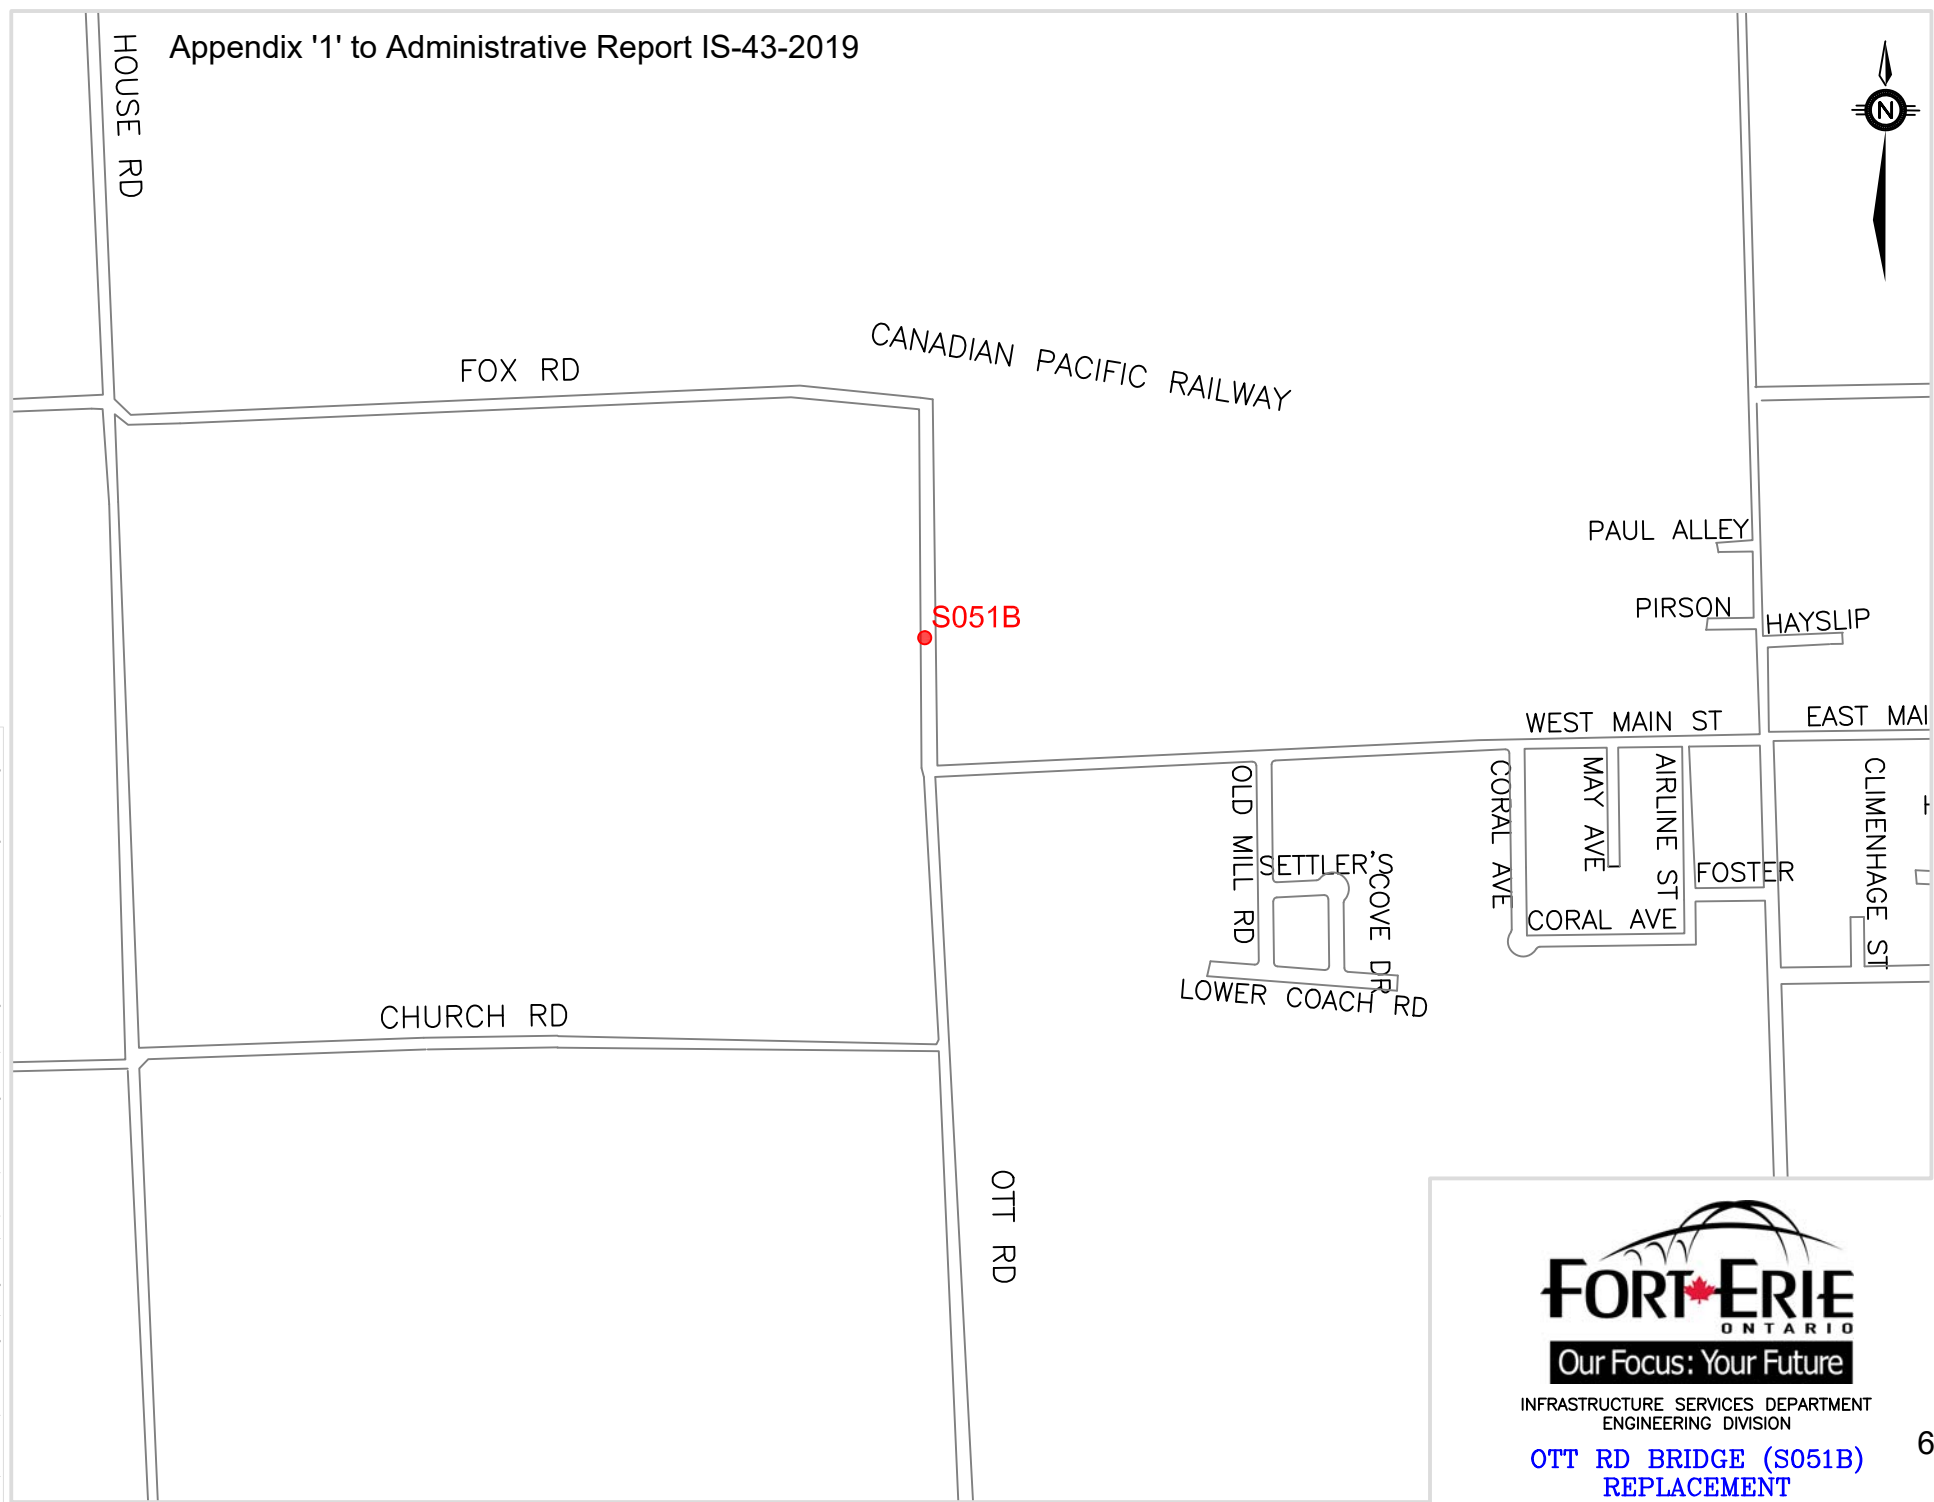 Appendix '1' to Administrative Report IS-43-2019
HOUSE RD
N
FOX RD
CANADIAN PACIFIC RAILWAY
PAUL ALLEY
PIRSON
HAYSLIP
S051B
WEST MAIN ST
EAST MAI
OLD MILL RD
SETTLER'S COVE DR
LOWER COACH RD
CORAL AVE
MAY AVE
AIRLINE ST
FOSTER
CORAL AVE
CLIMENHAGE ST
CHURCH RD
OTT RD
FORT ERIE
ONTARIO
Our Focus: Your Future
INFRASTRUCTURE SERVICES DEPARTMENT
ENGINEERING DIVISION
OTT RD BRIDGE (S051B)
REPLACEMENT
6